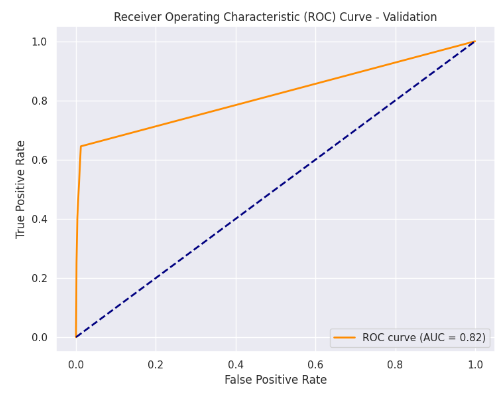 Receiver Operating Characteristic (ROC) Curve - Validation
1.0
0.8
0.6
0.4
0.2
0.0
True Positive Rate
0.0 0.2 0.4 0.6 0.8 1.0
False Positive Rate
ROC curve (AUC = 0.82)